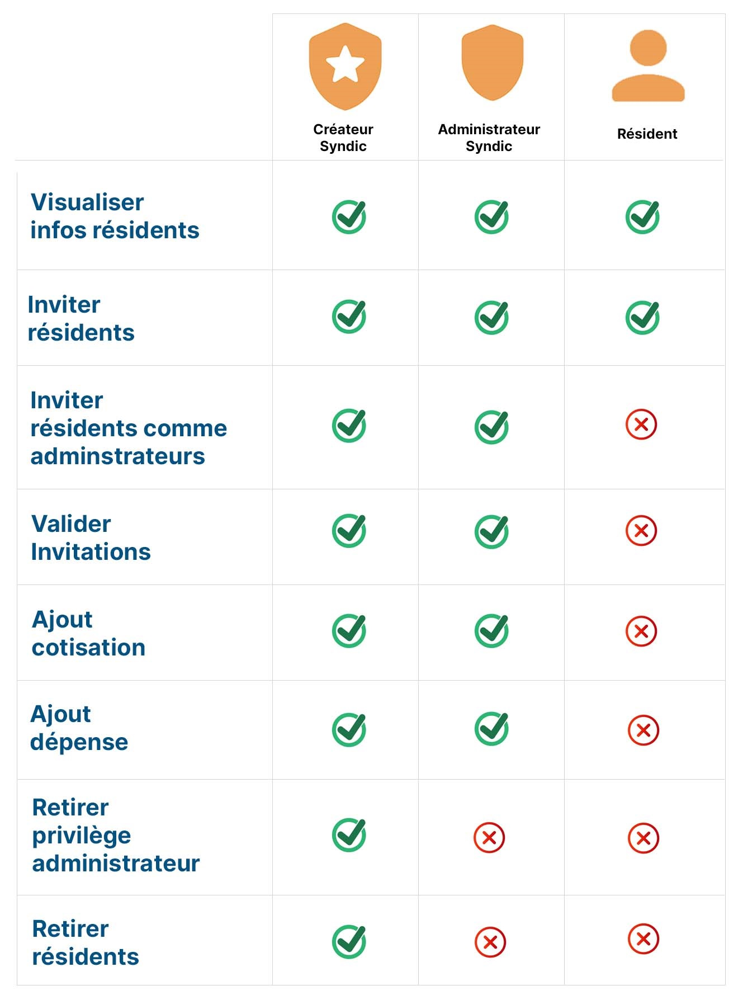 Créateur
Syndic
Administrateur
Syndic
Résident
Visualiser
infos résidents
Inviter
résidents
Inviter
résidents comme
adminstrateurs
Valider
Invitations
Ajout
cotisation
Ajout
dépense
Retirer
privilège
administrateur
Retirer
résidents